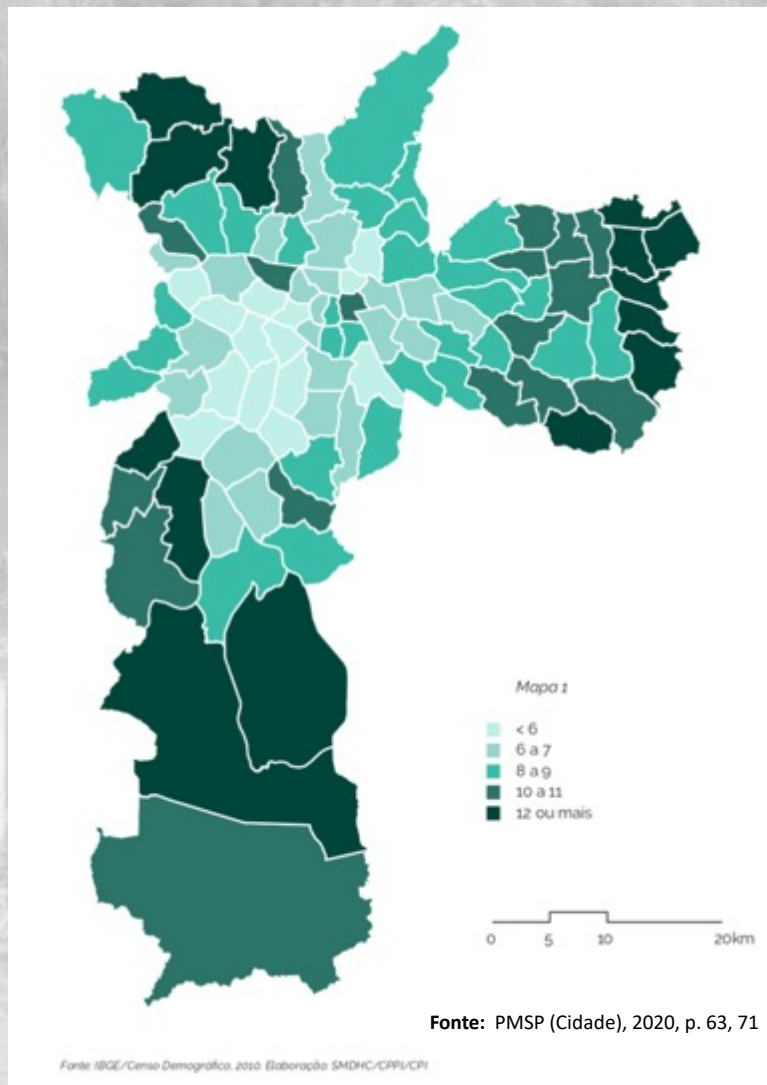 Mapa 1
< 6
6 a 7
8 a 9
10 a 11
12 ou mais
0 5 10 20km
Fonte: PMSP (Cidade), 2020, p. 63, 71
Fonte: IBGE/Censo Demográfico, 2010. Elaboração: SMDHC/CPPI/CPI